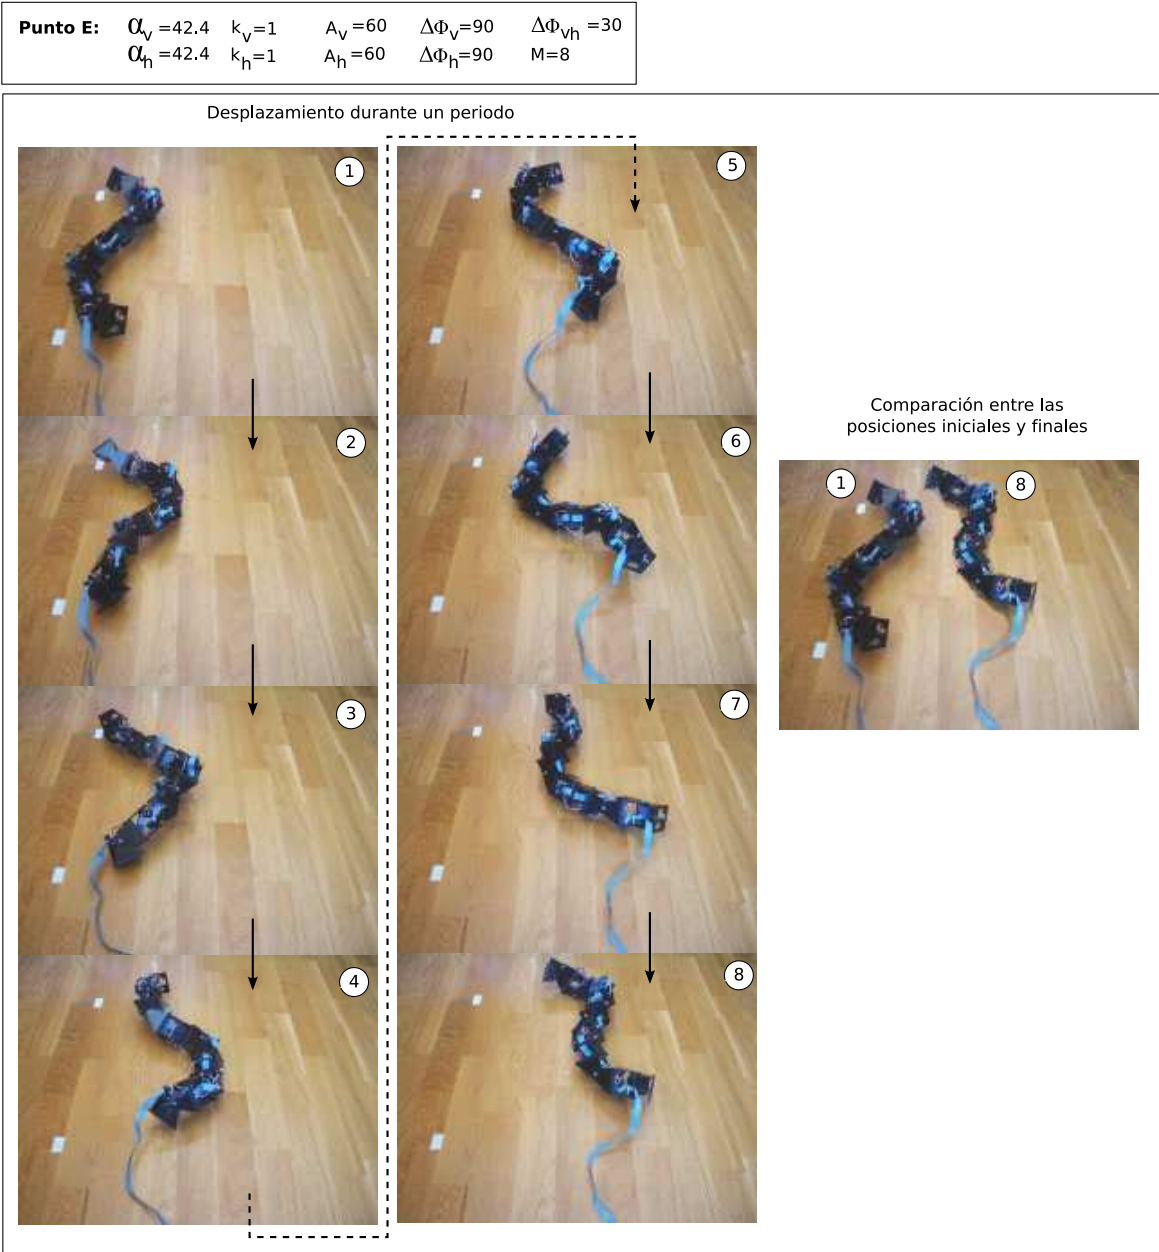 Punto E: αv =42.4 kv=1 Av=60 ΔΦv=90 ΔΦvh =30
αh =42.4 kh=1 Ah=60 ΔΦh=90 M=8
Desplazamiento durante un periodo
1
5
2
6
3
7
4
8
Comparación entre las
posiciones iniciales y finales
1
8